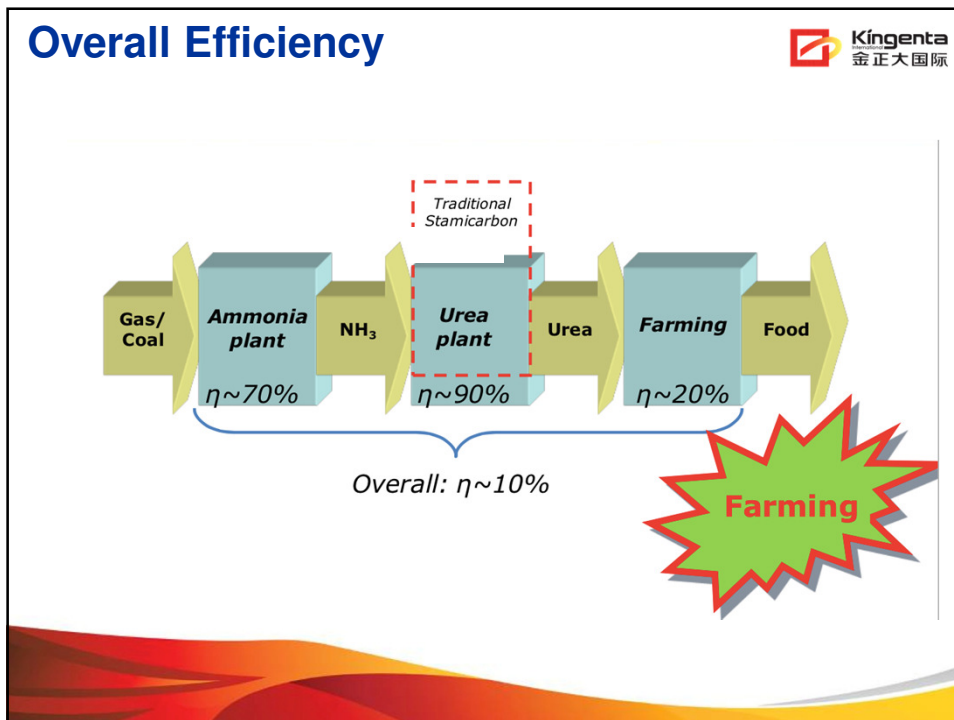 Overall Efficiency
Kingenta
International
金正大国际
Traditional
Stamicarbon
Gas/
Coal
Ammonia
plant
NH₃
Urea
plant
Urea
Farming
Food
η~70%
η~90%
η~20%
Overall: η~10%
Farming